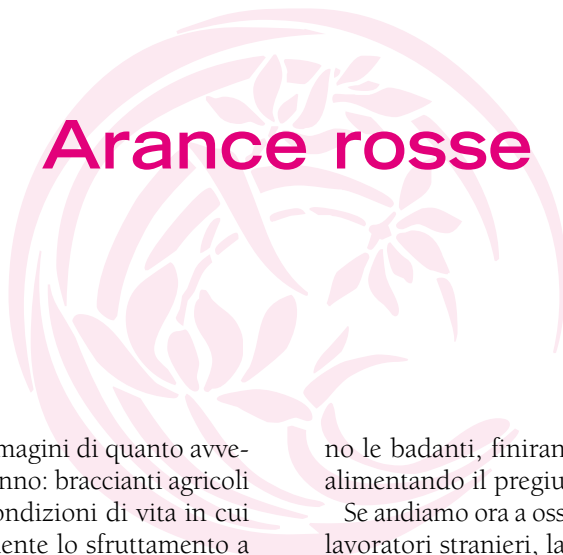 Arance rosse
magini di quanto avve-
nno: braccianti agricoli
ondizioni di vita in cui
ente lo sfruttamento a
no le badanti, finiran
alimentando il pregiu
Se andiamo ora a oss
lavoratori stranieri, la